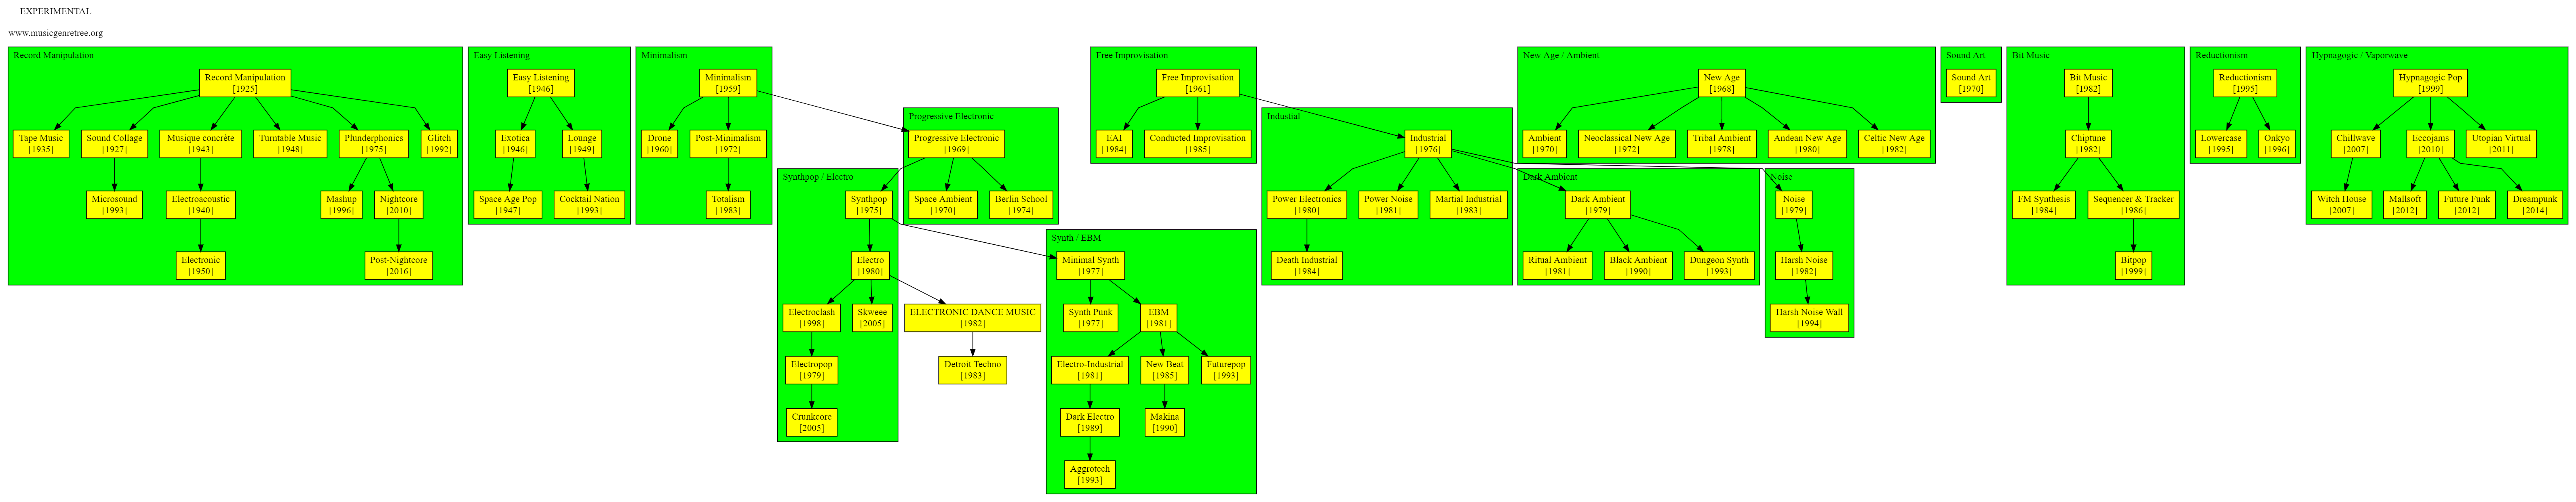 EXPERIMENTAL
www.musicgenretree.org
Record Manipulation
Record Manipulation
[1925]
Tape Music
[1935]
Sound Collage
[1927]
Musique concréte
[1943]
Turntable Music
[1948]
Plunderphonics
[1975]
Glitch
[1992]
Microsound
[1993]
Electroacoustic
[1940]
Mashup
[1996]
Nightcore
[2010]
Electronic
[1950]
Post-Nightcore
[2016]
Easy Listening
Easy Listening
[1946]
Exotica
[1946]
Lounge
[1949]
Space Age Pop
[1947]
Cocktail Nation
[1993]
Minimalism
Minimalism
[1959]
Drone
[1960]
Post-Minimalism
[1972]
Totalism
[1983]
Progressive Electronic
Progressive Electronic
[1969]
Space Ambient
[1970]
Berlin School
[1974]
Synthpop / Electro
Synthpop
[1975]
Electro
[1980]
Electroclash
[1998]
Skweee
[2005]
Electropop
[1979]
Crunkcore
[2005]
ELECTRONIC DANCE MUSIC
[1982]
Detroit Techno
[1983]
Synth / EBM
Minimal Synth
[1977]
Synth Punk
[1977]
EBM
[1981]
Electro-Industrial
[1981]
New Beat
[1985]
Futurepop
[1993]
Dark Electro
[1989]
Makina
[1990]
Aggrotech
[1993]
Free Improvisation
Free Improvisation
[1961]
EAI
[1984]
Conducted Improvisation
[1985]
Industial
Industrial
[1976]
Power Electronics
[1980]
Power Noise
[1981]
Martial Industrial
[1983]
Death Industrial
[1984]
New Age / Ambient
New Age
[1968]
Ambient
[1970]
Neoclassical New Age
[1972]
Tribal Ambient
[1978]
Andean New Age
[1980]
Celtic New Age
[1982]
Dark Ambient
Dark Ambient
[1979]
Ritual Ambient
[1981]
Black Ambient
[1990]
Dungeon Synth
[1993]
Noise
Noise
[1979]
Harsh Noise
[1982]
Harsh Noise Wall
[1994]
Sound Art
Sound Art
[1970]
Bit Music
Bit Music
[1982]
Chiptune
[1982]
FM Synthesis
[1984]
Sequencer & Tracker
[1986]
Bitpop
[1999]
Reductionism
Reductionism
[1995]
Lowercase
[1995]
Onkyo
[1996]
Hypnagogic / Vaporwave
Hypnagogic Pop
[1999]
Chillwave
[2007]
Eccojams
[2010]
Utopian Virtual
[2011]
Witch House
[2007]
Mallsoft
[2012]
Future Funk
[2012]
Dreampunk
[2014]